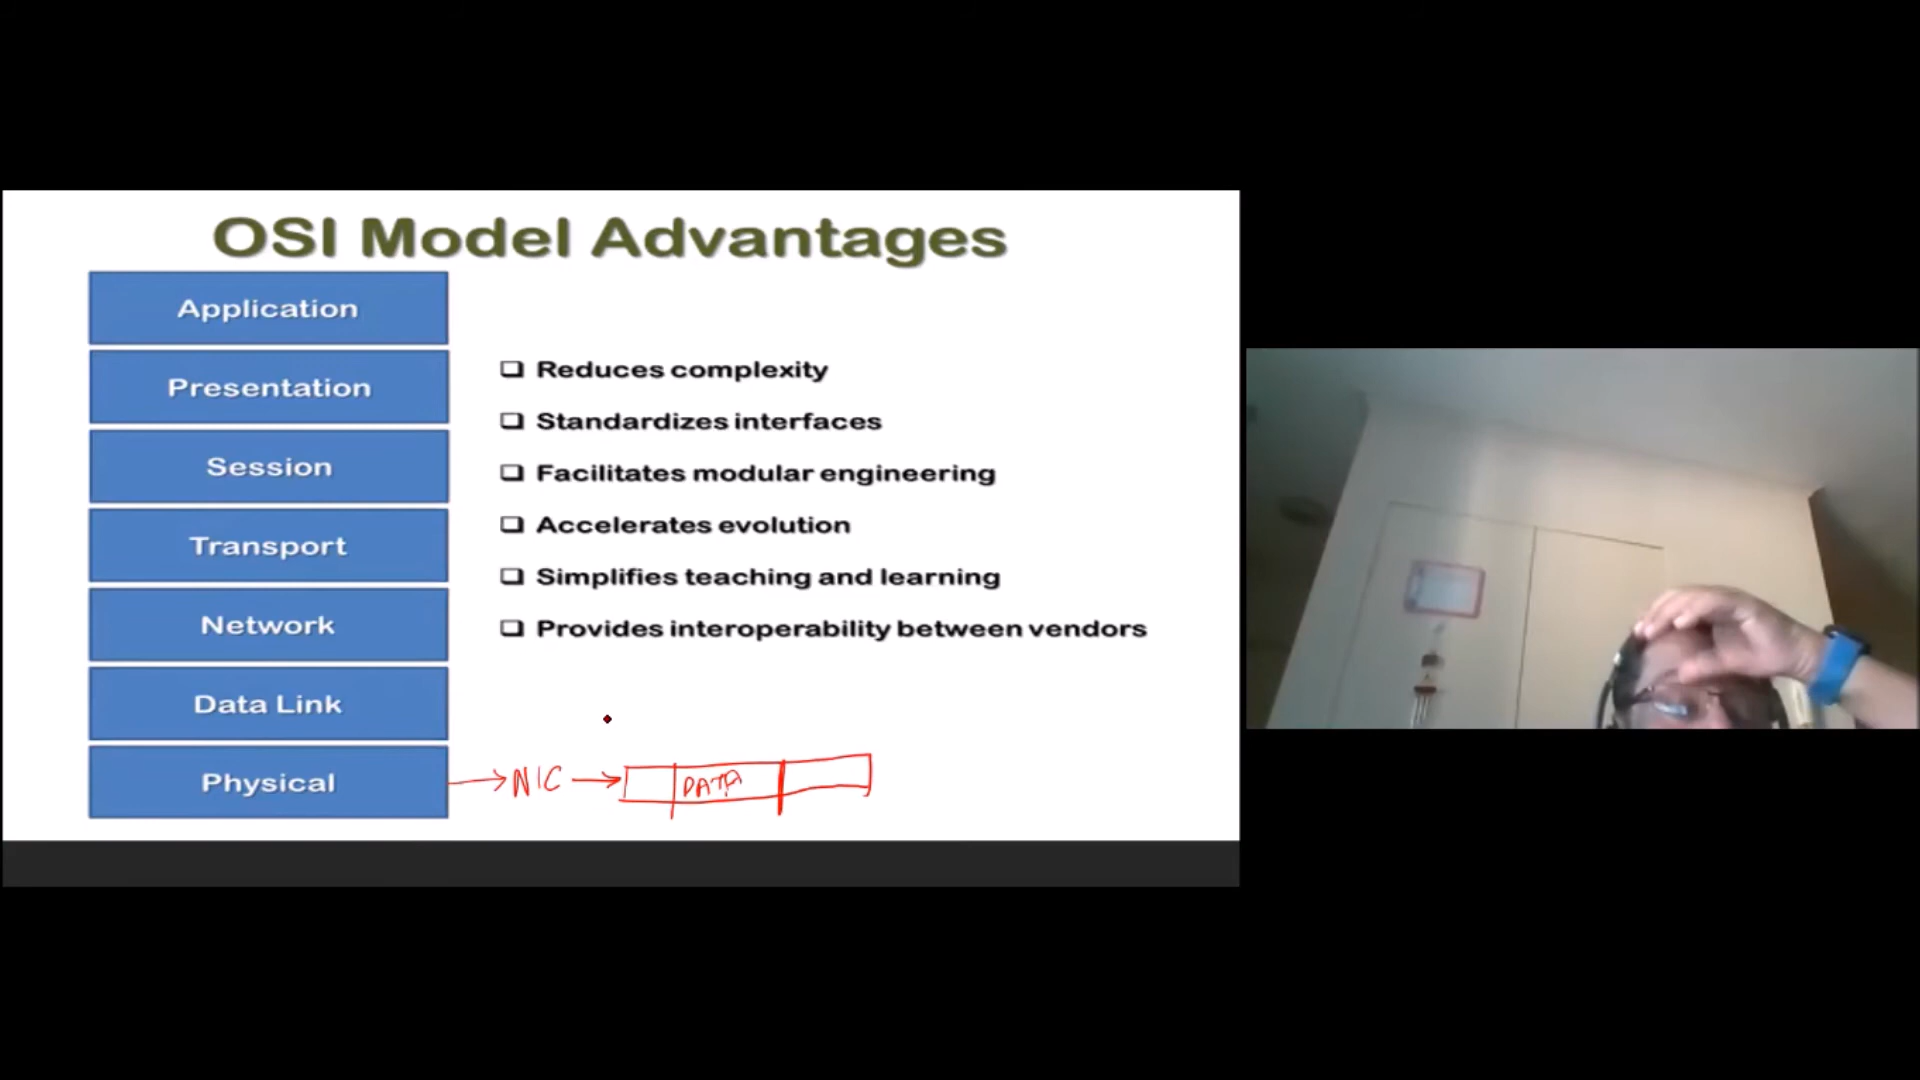 OSI Model Advantages
Application
Presentation
Session
Transport
Network
Data Link
Physical
Reduces complexity
Standardizes interfaces
Facilitates modular engineering
Accelerates evolution
Simplifies teaching and learning
Provides interoperability between vendors
NIC
DATA